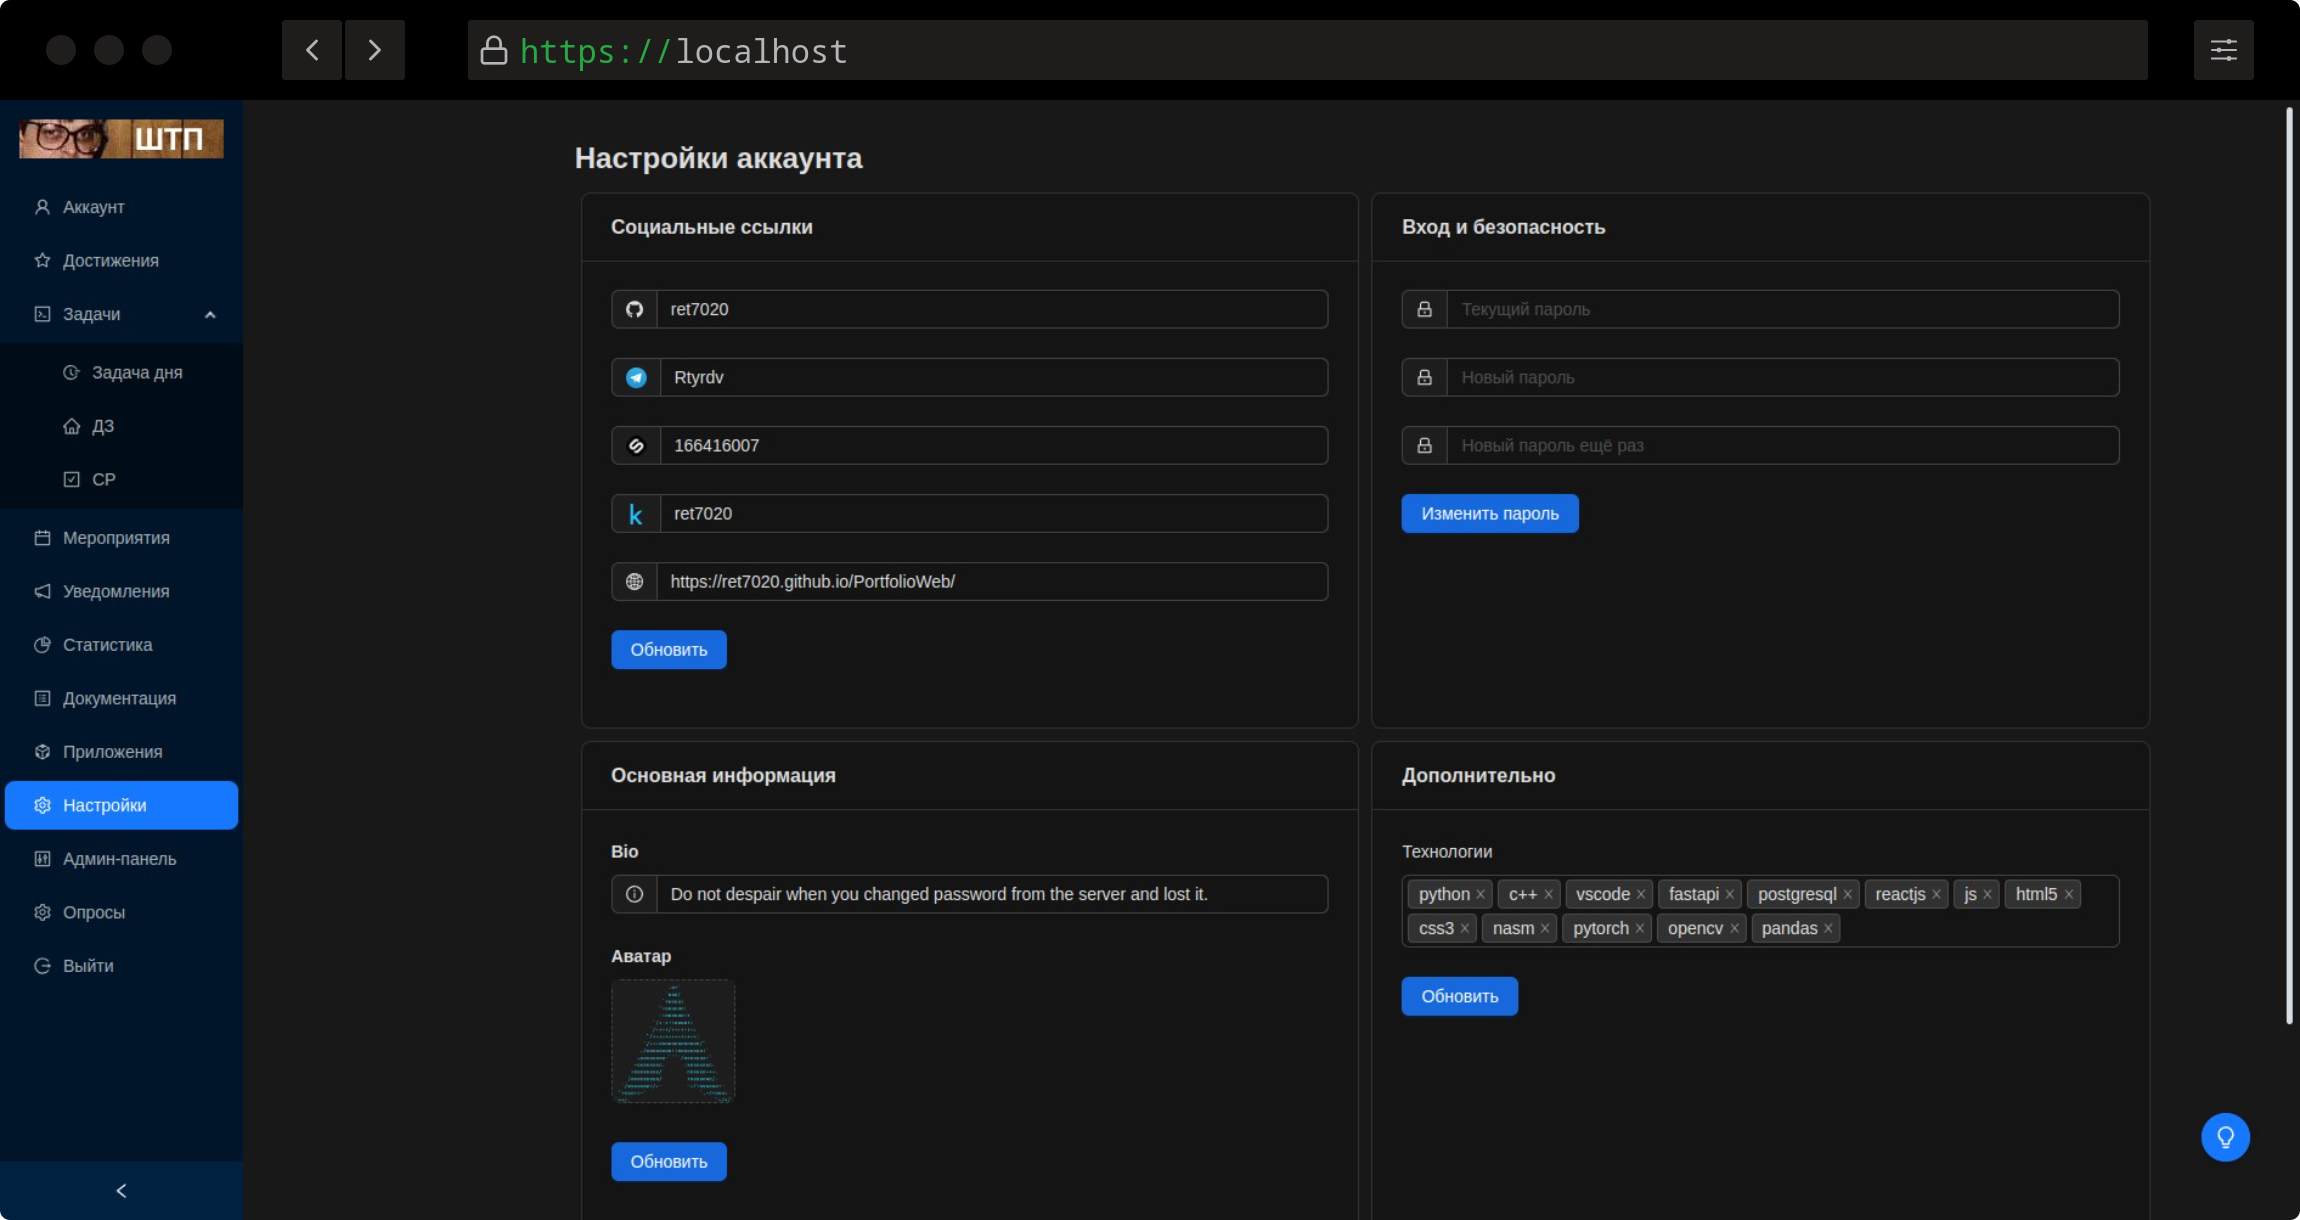 https://localhost
ШТП
Аккаунт
Достижения
Задачи
Задача дня
ДЗ
СР
Мероприятия
Уведомления
Статистика
Документация
Приложения
Настройки
Админ-панель
Опросы
Выйти
Настройки аккаунта
Социальные ссылки
ret7020
Rtyrdv
166416007
k ret7020
https://ret7020.github.io/PortfolioWeb/
Обновить
Вход и безопасность
Текущий пароль
Новый пароль
Новый пароль ещё раз
Изменить пароль
Основная информация
Bio
Do not despair when you changed password from the server and lost it.
Аватар
Обновить
Дополнительно
Технологии
python c++ vscode fastapi postgresql reactjs js html5
css3 nasm pytorch opencv pandas
Обновить